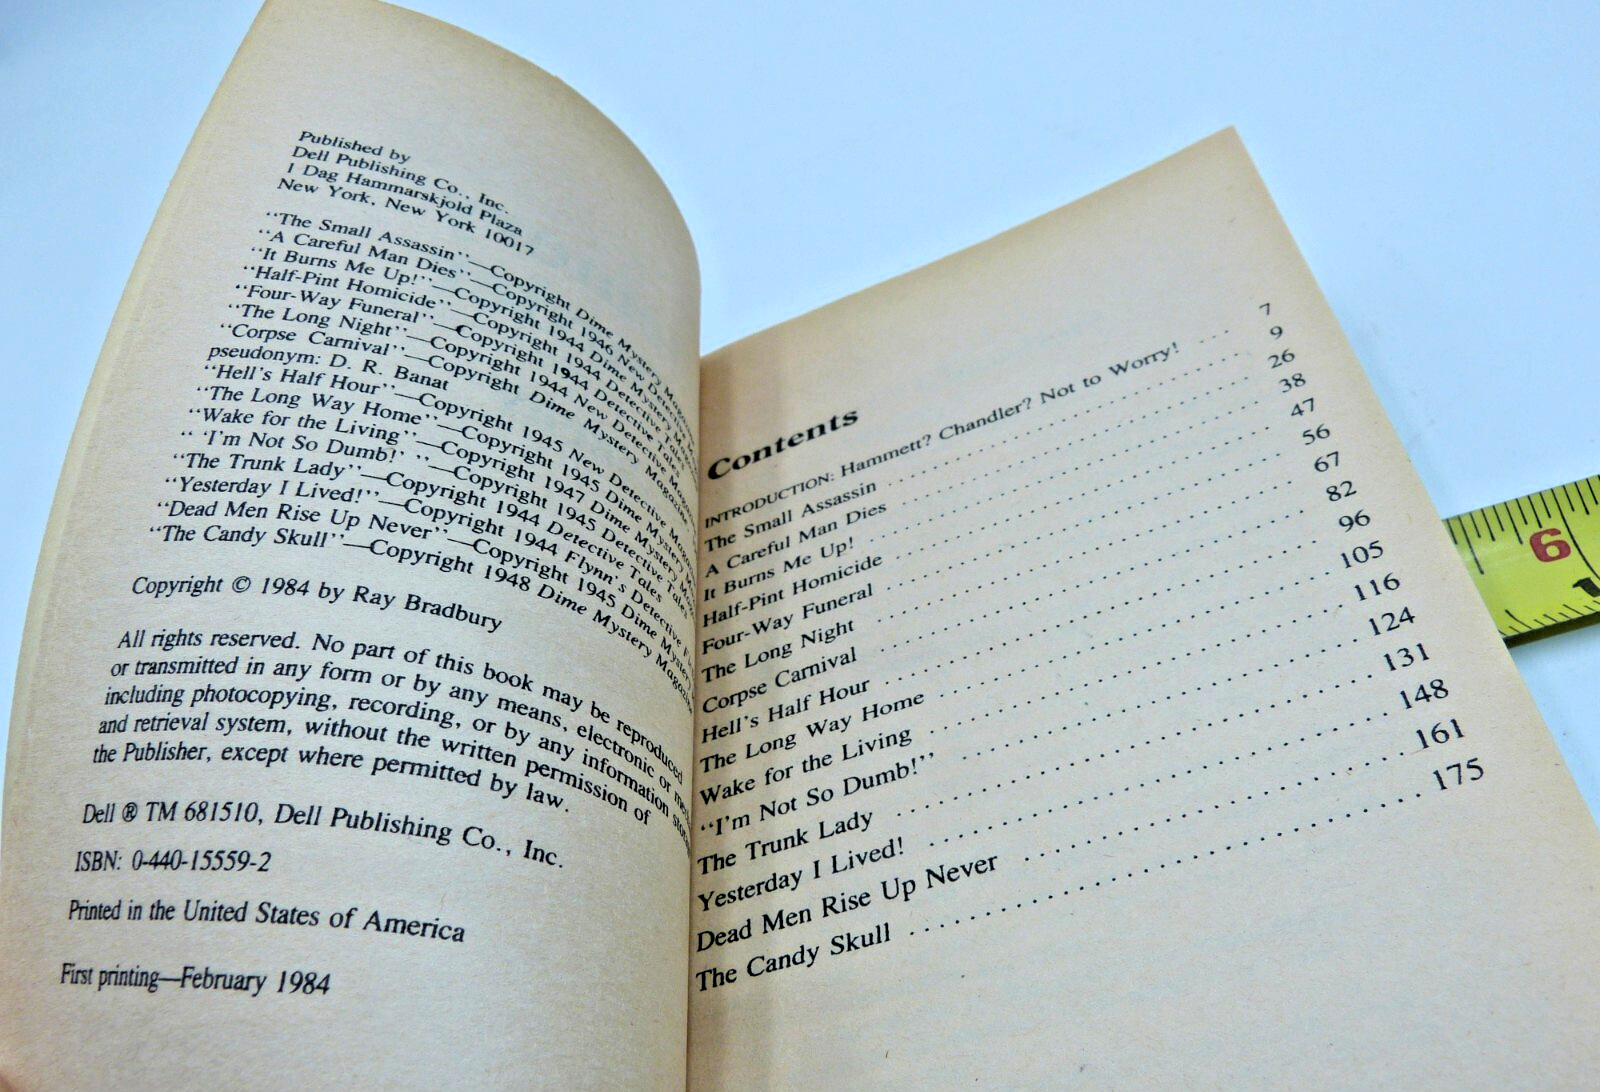 Published by
Dell Publishing Co., Inc.
1 Dag Hammarskjold Plaza
New York, New York 10017
"The Small Assassin"—Copyright Dime Mystery
"A Careful Man Dies"—Copyright 1946 New Detective
"It Burns Me Up!"—Copyright 1944 Dime Mystery
"Half-Pint Homicide"—Copyright 1944 Detective Tales
"Four-Way Funeral"—Copyright 1944 Detective
"The Long Night"—Copyright 1944 New Detective
"Corpse Carnival"—Copyright Dime Mystery Magazine
pseudonym: D. R. Banat
"Hell's Half Hour"—Copyright 1945 New Detective
"The Long Way Home"—Copyright 1945 Dime Mystery
"Wake for the Living"—Copyright 1947 Dime Mystery
" 'I'm Not So Dumb!' "—Copyright 1945 Detective Tales
"The Trunk Lady"—Copyright 1944 Detective Tales
"Yesterday I Lived!"—Copyright 1944 Flynn's Detective
"Dead Men Rise Up Never"—Copyright 1945 Dime Mystery
"The Candy Skull"—Copyright 1948 Dime Mystery
Copyright © 1984 by Ray Bradbury
All rights reserved. No part of this book may be reproduced
or transmitted in any form or by any means, electronic or
including photocopying, recording, or by any information
and retrieval system, without the written permission of
the Publisher, except where permitted by law.
Dell ® TM 681510, Dell Publishing Co., Inc.
ISBN: 0-440-15559-2
Printed in the United States of America
First printing—February 1984
Contents
INTRODUCTION: Hammett? Chandler? Not to Worry! . . . 7
The Small Assassin . . . 9
A Careful Man Dies . . . 26
It Burns Me Up! . . . 38
Half-Pint Homicide . . . 47
Four-Way Funeral . . . 56
The Long Night . . . 67
Corpse Carnival . . . 82
Hell's Half Hour . . . 96
The Long Way Home . . . 105
Wake for the Living . . . 116
"I'm Not So Dumb!" . . . 124
The Trunk Lady . . . 131
Yesterday I Lived! . . . 148
Dead Men Rise Up Never . . . 161
The Candy Skull . . . 175
6